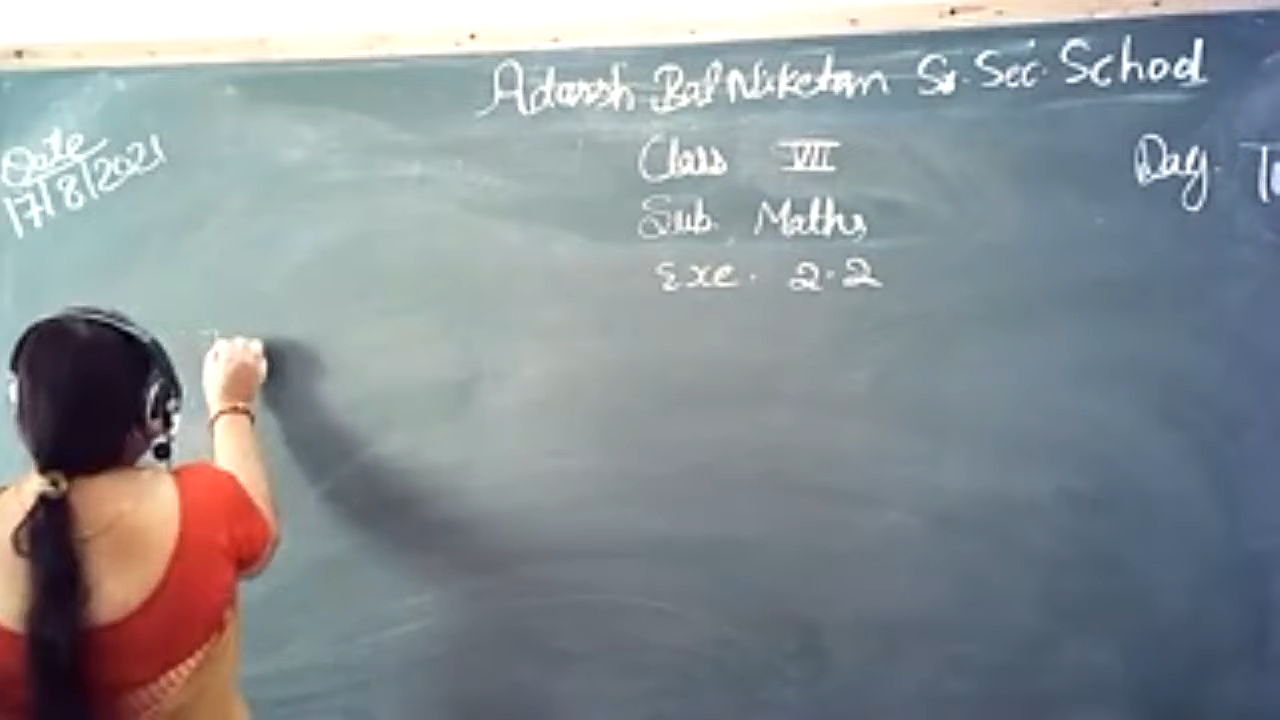 Adarsh Bal Niketan Sr. Sec. School
Date
17/8/2021
Class VII
Day.
Sub. Maths
Exe. 2.2